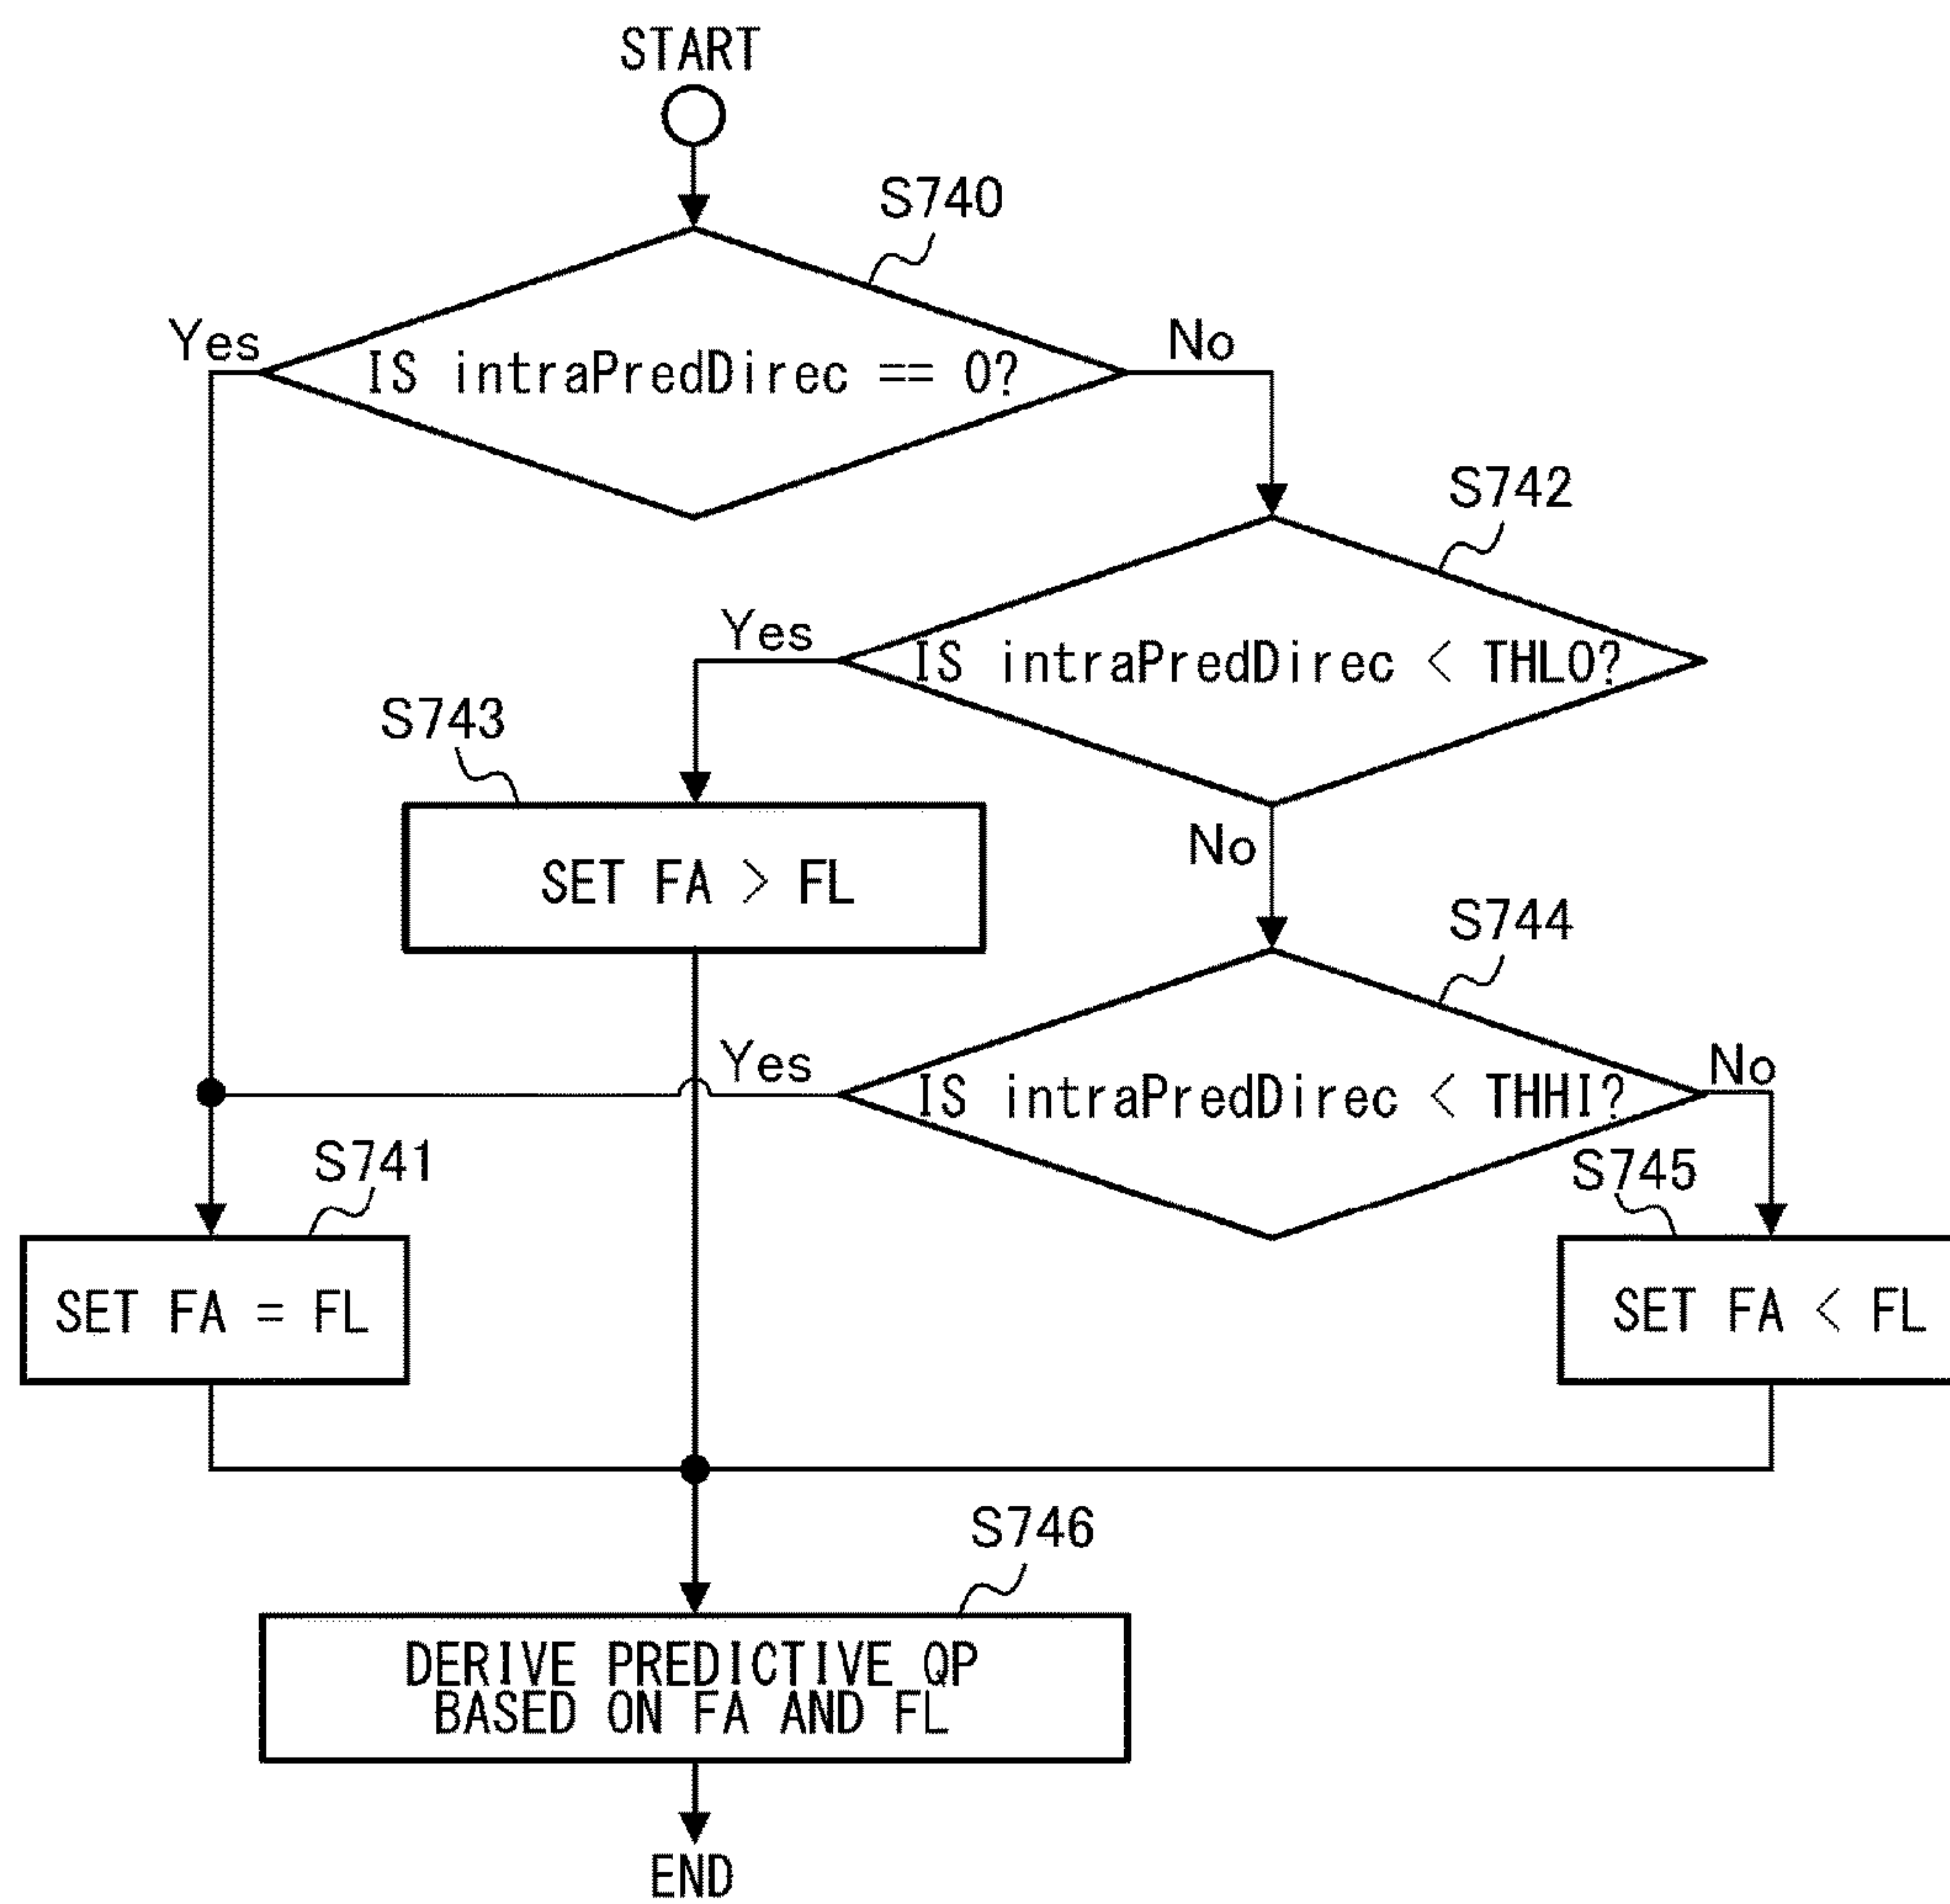 START
S740
IS intraPredDirec == 0?
Yes
No
S742
IS intraPredDirec < THLO?
Yes
No
S743
SET FA > FL
S744
IS intraPredDirec < THHI?
Yes
No
S741
SET FA = FL
S745
SET FA < FL
S746
DERIVE PREDICTIVE QP
BASED ON FA AND FL
END